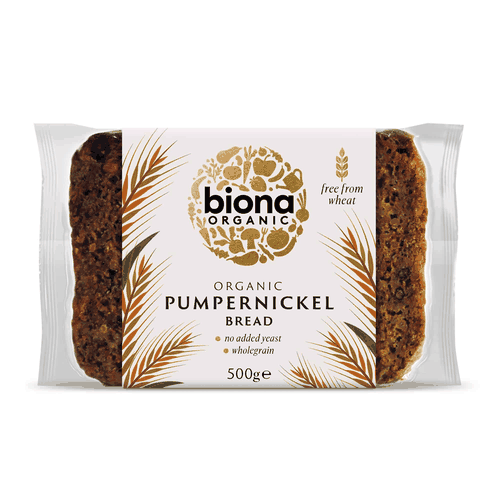 biona
ORGANIC
free from
wheat
ORGANIC
PUMPERNICKEL
BREAD
no added yeast
wholegrain
500g℮